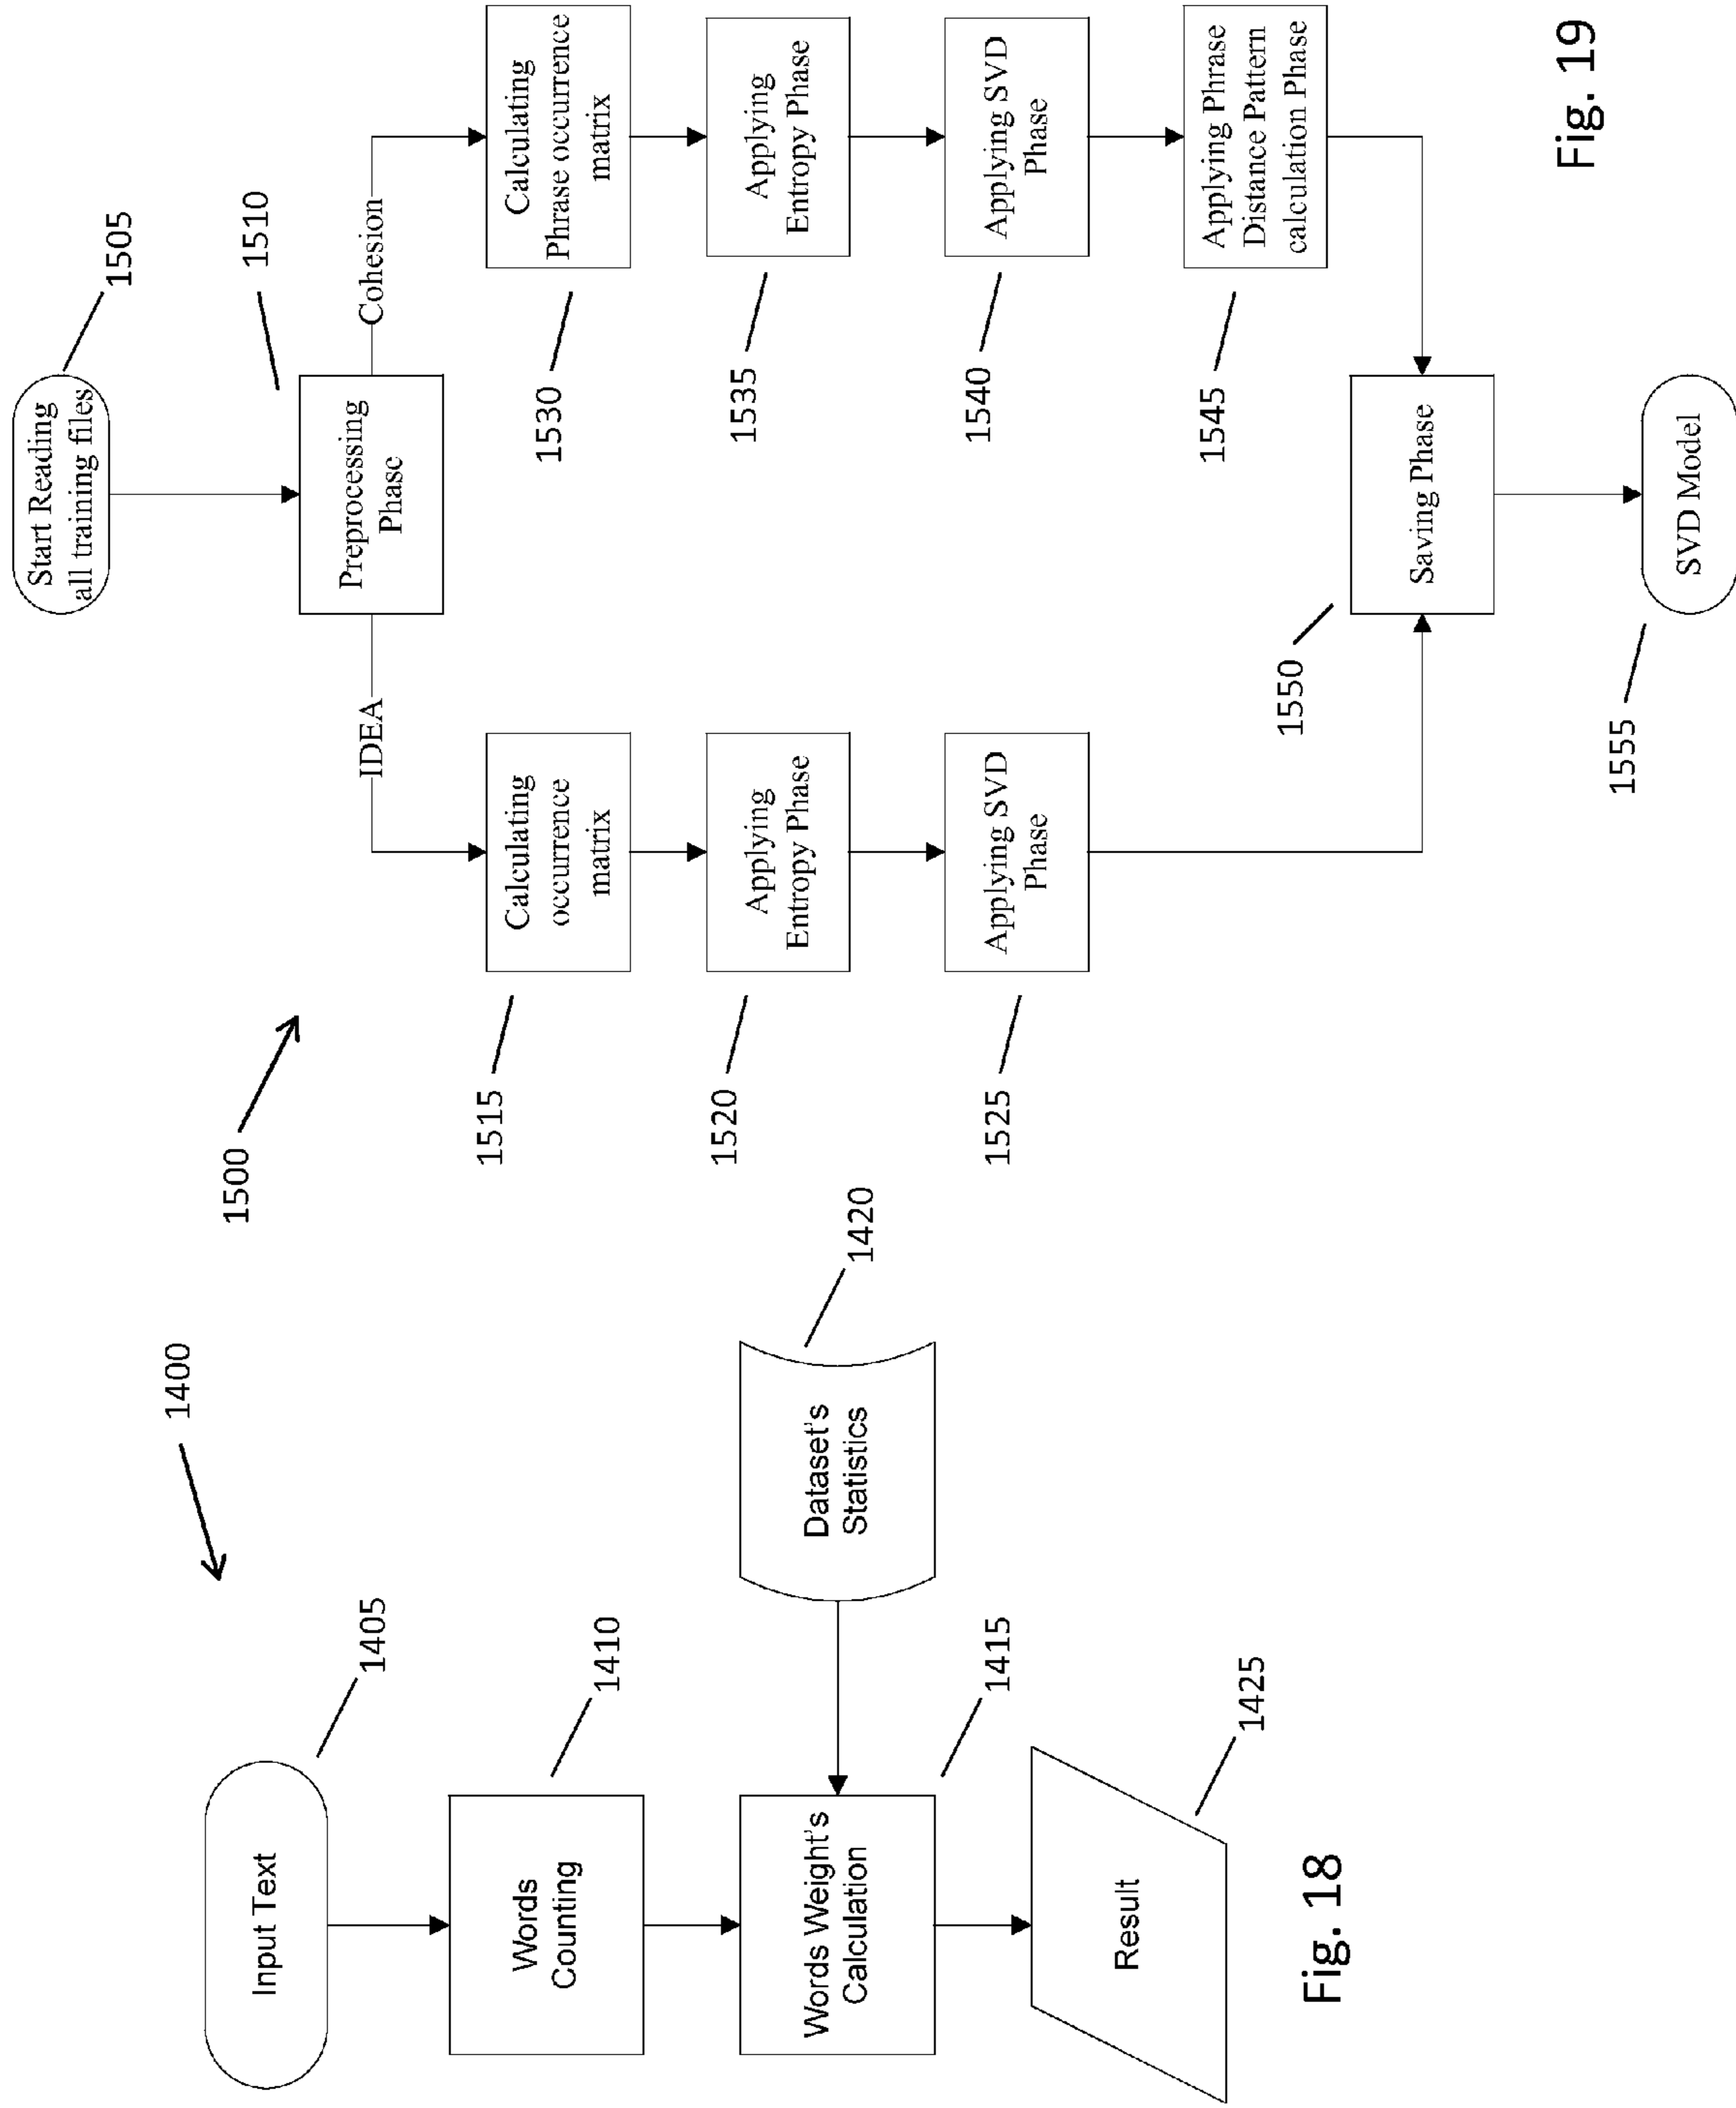 1400
Input Text
1405
Words
Counting
1410
Words Weight's
Calculation
1415
Dataset's
Statistics
1420
Result
1425
Fig. 18
1500
Start Reading
all training files
1505
Preprocessing
Phase
1510
IDEA
Cohesion
Calculating
occurrence
matrix
1515
Applying
Entropy Phase
1520
Applying SVD
Phase
1525
Calculating
Phrase occurrence
matrix
1530
Applying
Entropy Phase
1535
Applying SVD
Phase
1540
Applying Phrase
Distance Pattern
calculation Phase
1545
Saving Phase
1550
SVD Model
1555
Fig. 19